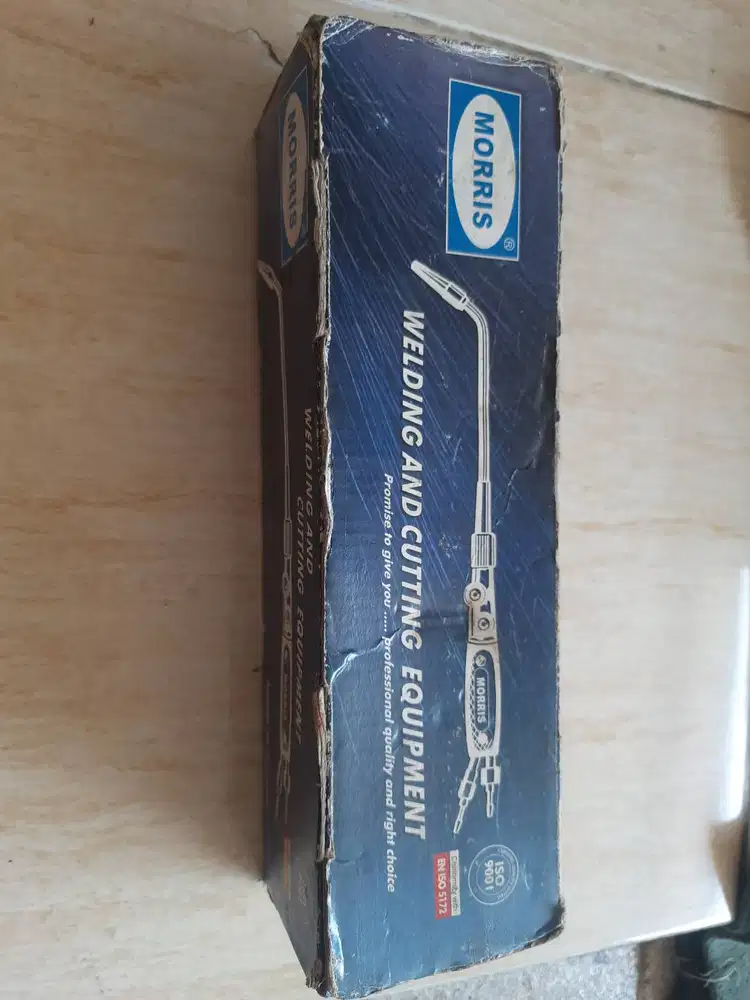 MORRIS
®
WELDING AND CUTTING EQUIPMENT
Promise to give you ..... professional quality and right choice
MORRIS
ISO
9001
EN ISO 5172
MORRIS
WELDING AND
CUTTING EQUIPMENT